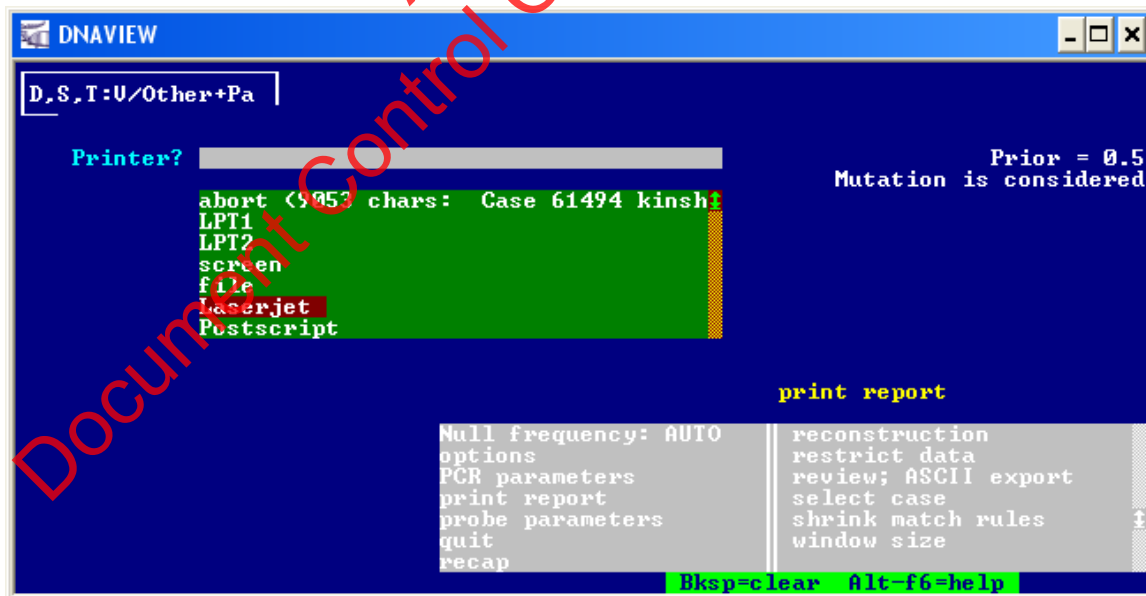 DNAVIEW
D,S,T:V/Other+Pa
Printer?
Prior = 0.5
Mutation is considered
abort (9053 chars: Case 61494 kinsh
LPT1
LPT2
screen
file
Laserjet
Postscript
print report
Null frequency: AUTO
options
PCR parameters
print report
probe parameters
quit
recap
reconstruction
restrict data
review; ASCII export
select case
shrink match rules
window size
Bksp=clear Alt-f6=help
Document Control